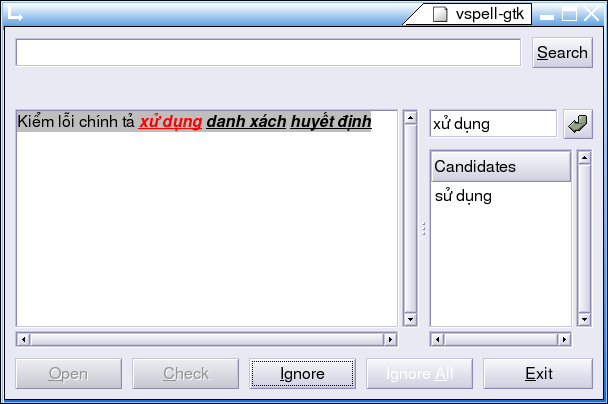 vspell-gtk
Search
Kiểm lỗi chính tả xử dụng danh xách huyết định
xử dụng
Candidates
sử dụng
Open
Check
Ignore
Ignore All
Exit